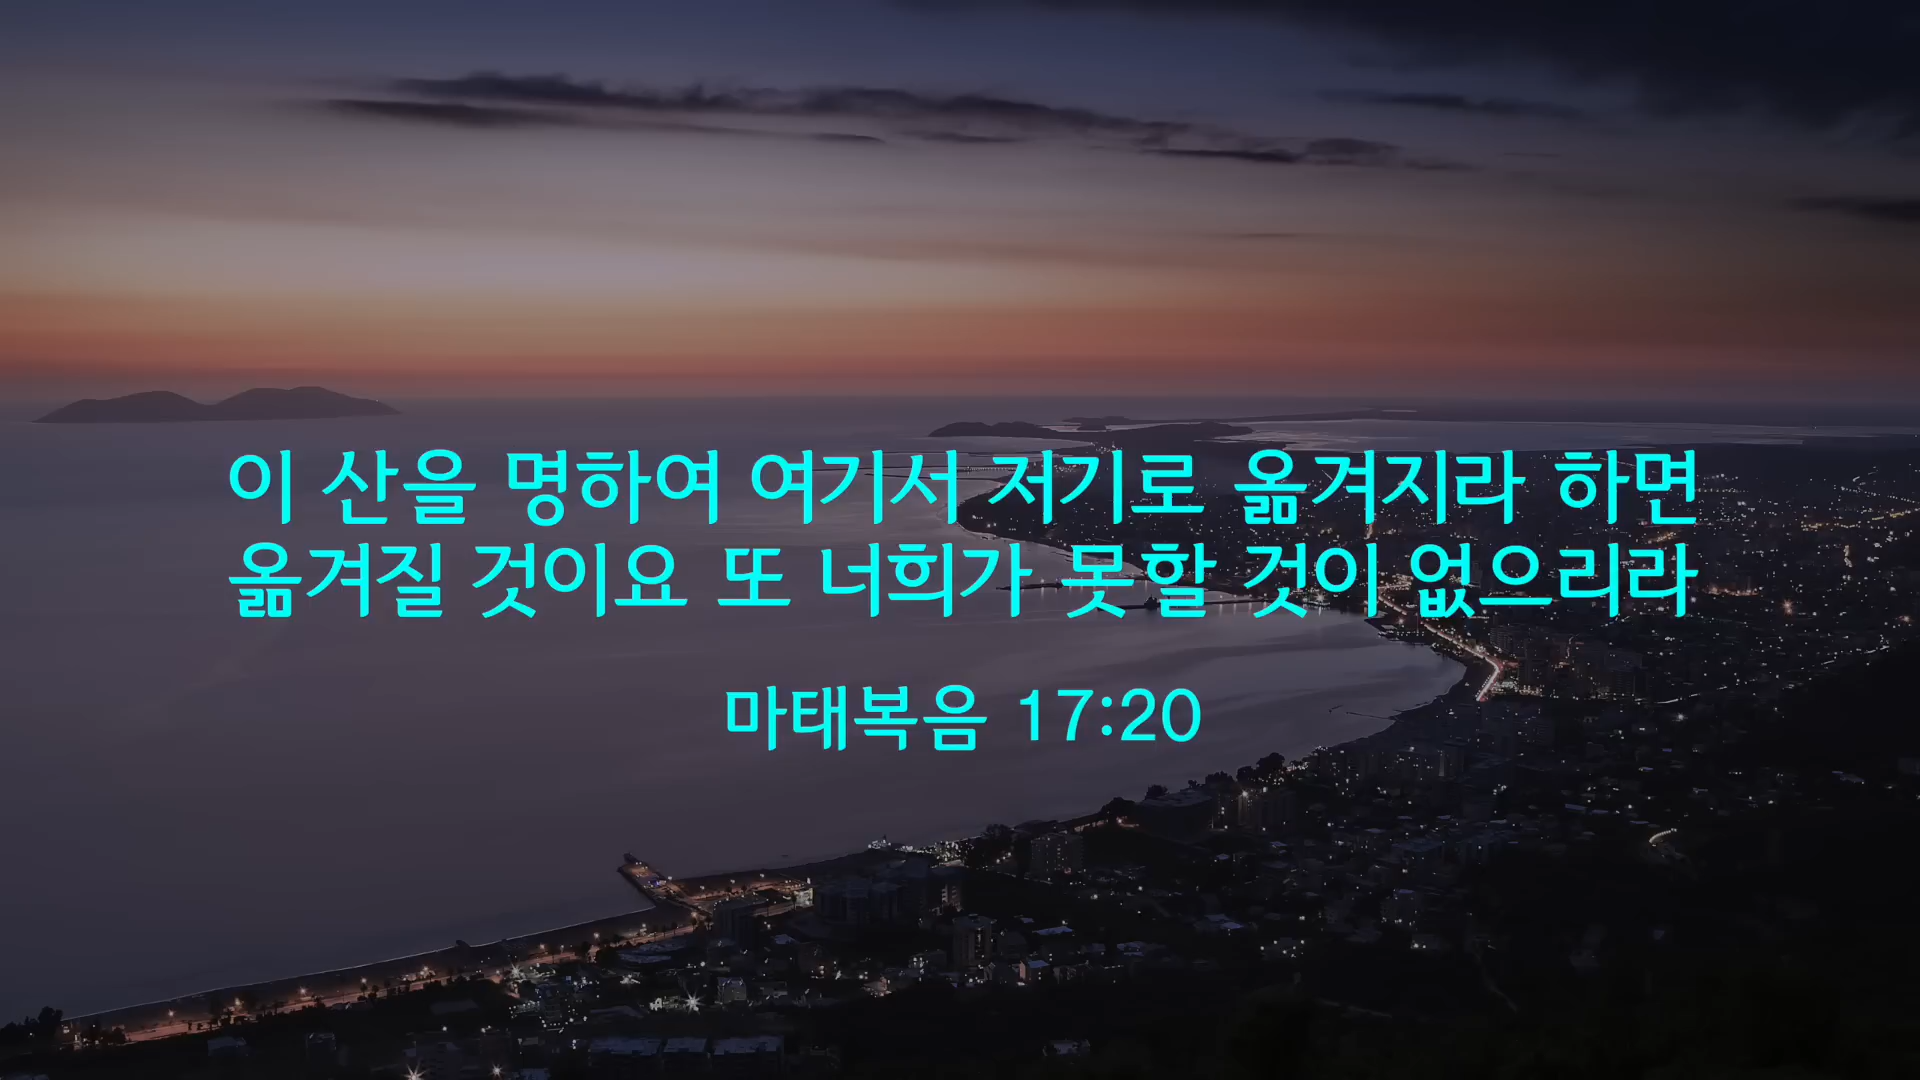 이 산을 명하여 여기서 저기로 옮겨지라 하면
옮겨질 것이요 또 너희가 못할 것이 없으리라
마태복음 17:20